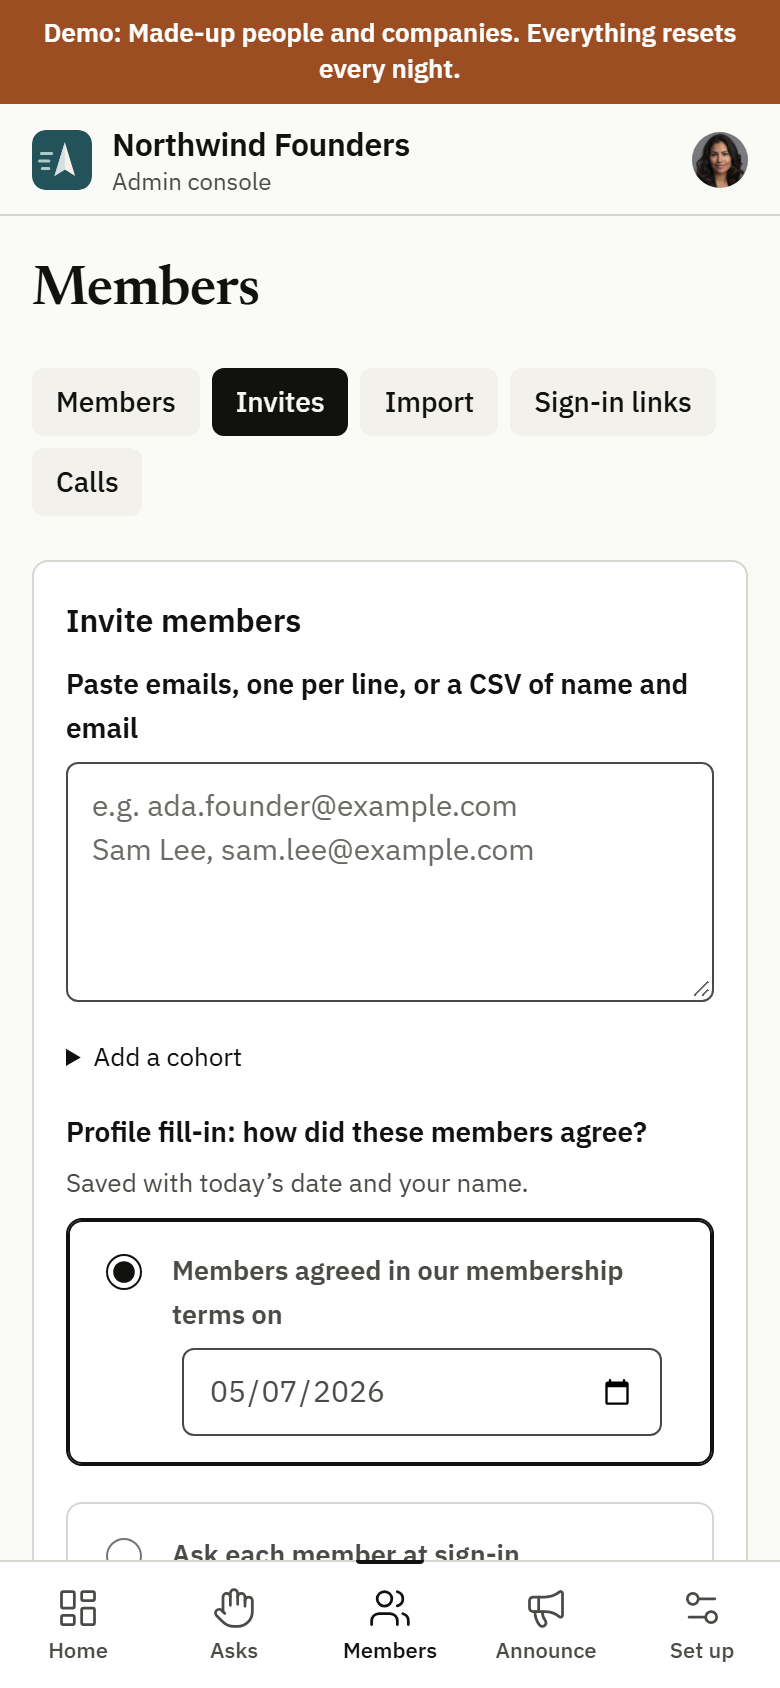 Demo: Made-up people and companies. Everything resets
every night.
Northwind Founders
Admin console
Members
Members
Invites
Import
Sign-in links
Calls
Invite members
Paste emails, one per line, or a CSV of name and
email
e.g. ada.founder@example.com
Sam Lee, sam.lee@example.com
Add a cohort
Profile fill-in: how did these members agree?
Saved with today’s date and your name.
Members agreed in our membership
terms on
05/07/2026
Ask each member at sign-in
Home
Asks
Members
Announce
Set up